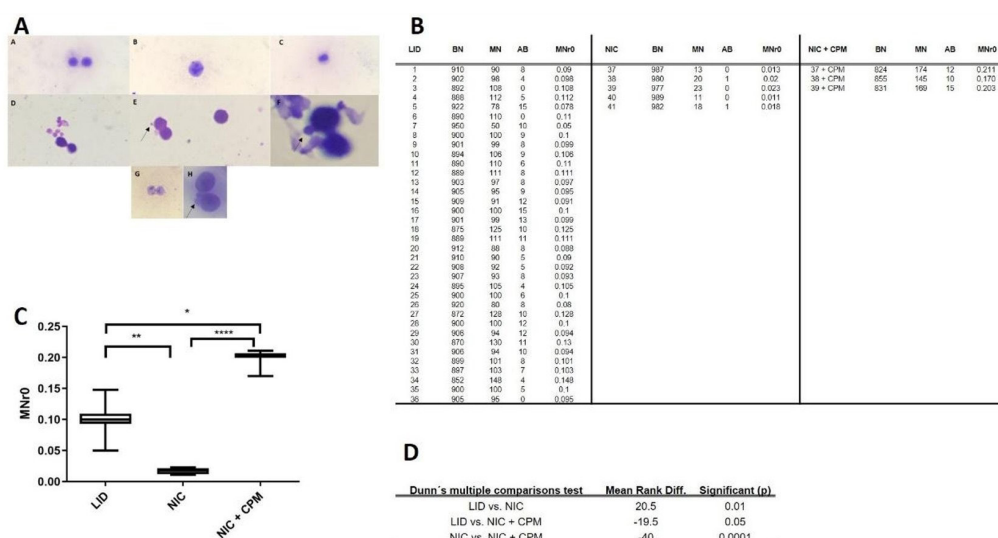 A
A B C
D E F
G H
B
LID BN MN AB MNr0 NIC BN MN AB MNr0 NIC + CPM BN MN AB MNr0
1 910 90 8 0.09 37 987 13 0 0.013 37 + CPM 824 174 12 0.211
2 902 98 4 0.098 38 980 20 1 0.02 38 + CPM 855 145 10 0.170
3 892 108 0 0.108 39 977 23 0 0.023 39 + CPM 831 169 15 0.203
4 888 112 5 0.112 40 989 11 0 0.011
5 922 78 15 0.078 41 982 18 1 0.018
6 890 110 0 0.11
7 950 50 10 0.05
8 900 100 9 0.1
9 901 99 8 0.099
10 894 106 9 0.106
11 890 110 6 0.11
12 889 111 8 0.111
13 903 97 8 0.097
14 905 95 9 0.095
15 909 91 12 0.091
16 900 100 15 0.1
17 901 99 13 0.099
18 875 125 10 0.125
19 889 111 11 0.111
20 912 88 8 0.088
21 910 90 5 0.09
22 908 92 5 0.092
23 907 93 8 0.093
24 895 105 4 0.105
25 900 100 6 0.1
26 920 80 8 0.08
27 872 128 10 0.128
28 900 100 12 0.1
29 906 94 12 0.094
30 870 130 11 0.13
31 906 94 10 0.094
32 899 101 8 0.101
33 897 103 7 0.103
34 852 148 4 0.148
35 900 100 5 0.1
36 905 95 0 0.095
C
*
** ****
0.25
0.20
0.15
0.10
0.05
0.00
MNr0
LID NIC NIC + CPM
D
Dunn´s multiple comparisons test Mean Rank Diff. Significant (p)
LID vs. NIC 20.5 0.01
LID vs. NIC + CPM -19.5 0.05
NIC vs. NIC + CPM -40 0.0001